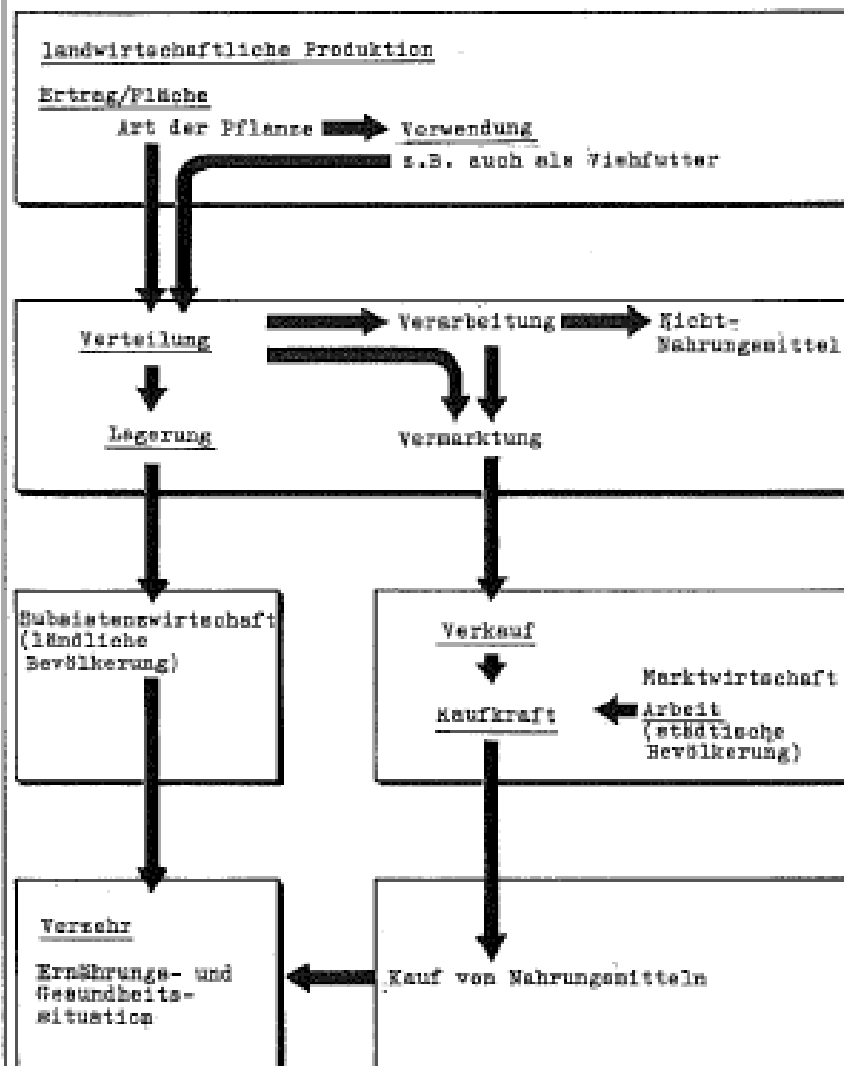 landwirtschaftliche Produktion
Ertrag/Fläche
Art der Pflanze
Verwendung
z.B. auch als Viehfutter
Verteilung
Verarbeitung
Nicht-
Nahrungsmittel
Lagerung
Vermarktung
Subsistenzwirtschaft
(ländliche
Bevölkerung)
Verkauf
Marktwirtschaft
Kaufkraft
Arbeit
(städtische
Bevölkerung)
Verzehr
Ernährungs- und
Gesundheits-
situation
Kauf von Nahrungsmitteln